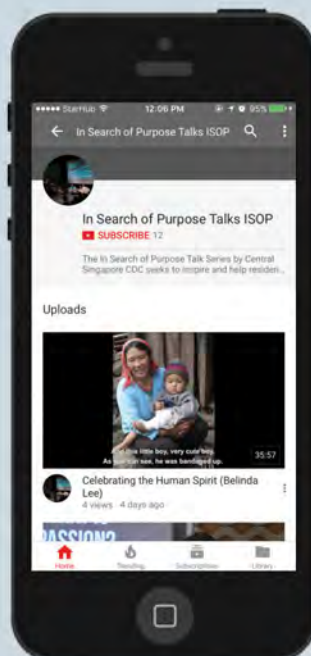 StarHub 12:06 PM 95%
In Search of Purpose Talks ISOP
In Search of Purpose Talks ISOP
SUBSCRIBE 12
The In Search of Purpose Talk Series by Central
Singapore CDC seeks to inspire and help residen...
Uploads
And this little boy, very cute boy.
As you can see, he was bandaged up.
35:57
Celebrating the Human Spirit (Belinda
Lee)
4 views · 4 days ago
PASSION?
Home Trending Subscriptions Library